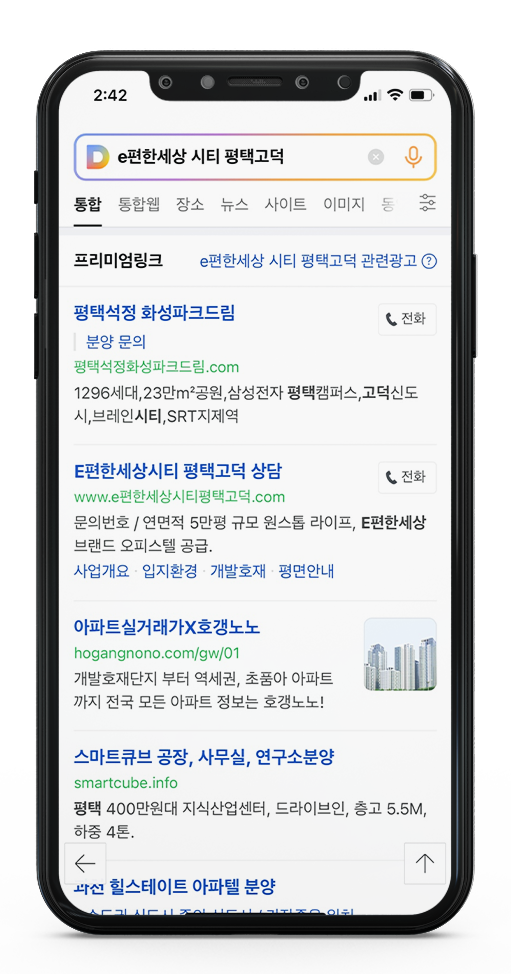 2:42
e편한세상 시티 평택고덕
통합 통합웹 장소 뉴스 사이트 이미지 동
프리미엄링크 e편한세상 시티 평택고덕 관련광고 ?
평택석정 화성파크드림 전화
분양 문의
평택석정화성파크드림.com
1296세대,23만m²공원,삼성전자 평택캠퍼스,고덕신도
시,브레인시티,SRT지제역
E편한세상시티 평택고덕 상담 전화
www.e편한세상시티평택고덕.com
문의번호 / 연면적 5만평 규모 원스톱 라이프, E편한세상
브랜드 오피스텔 공급.
사업개요 · 입지환경 · 개발호재 · 평면안내
아파트실거래가X호갱노노
hogangnono.com/gw/01
개발호재단지 부터 역세권, 초품아 아파트
까지 전국 모든 아파트 정보는 호갱노노!
스마트큐브 공장, 사무실, 연구소분양
smartcube.info
평택 400만원대 지식산업센터, 드라이브인, 층고 5.5M,
하중 4톤.
과천 힐스테이트 아파텔 분양